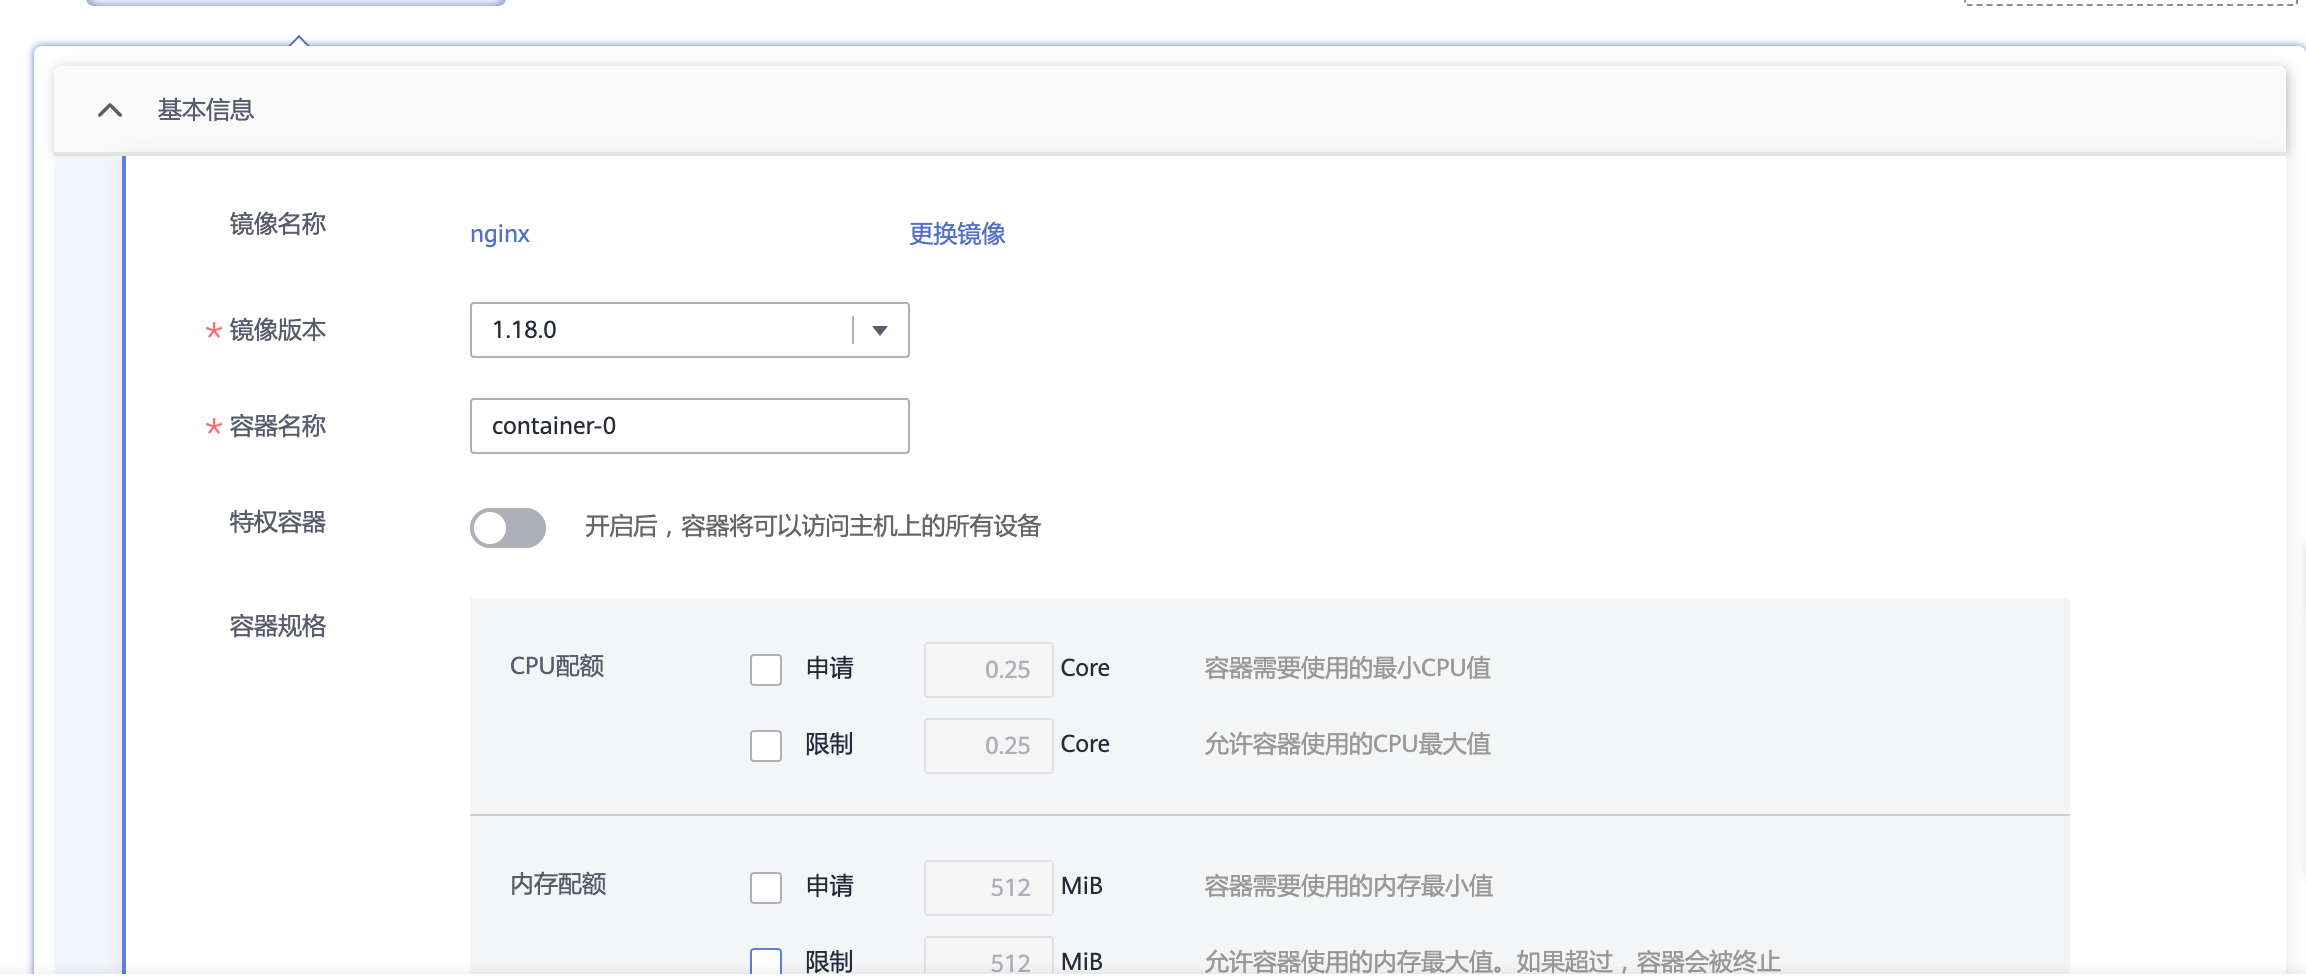 基本信息
镜像名称 nginx 更换镜像
* 镜像版本 1.18.0
* 容器名称 container-0
特权容器 开启后，容器将可以访问主机上的所有设备
容器规格
CPU配额 申请 0.25 Core 容器需要使用的最小CPU值
限制 0.25 Core 允许容器使用的CPU最大值
内存配额 申请 512 MiB 容器需要使用的内存最小值
限制 512 MiB 允许容器使用的内存最大值。如果超过，容器会被终止